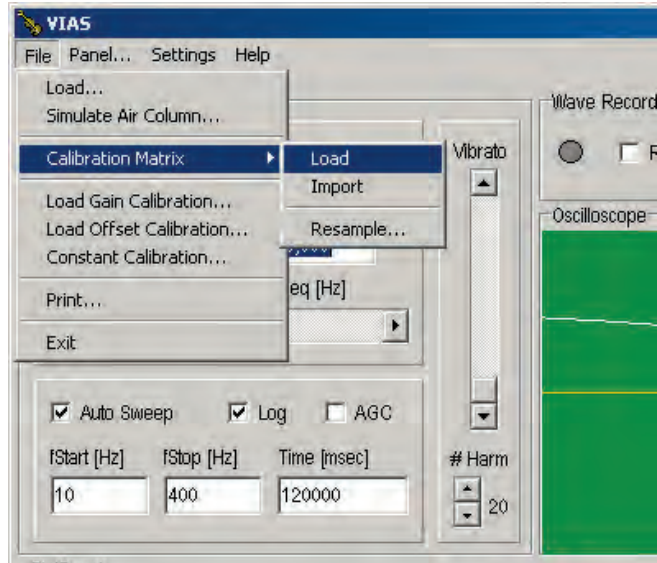 VIAS
File Panel... Settings Help
Load...
Simulate Air Column...
Calibration Matrix
Load Gain Calibration...
Load Offset Calibration...
Constant Calibration...
Print...
Exit
Load
Import
Resample...
eq [Hz]
Vibrato
Wave Record
Oscilloscope
Auto Sweep Log AGC
fStart [Hz] fStop [Hz] Time [msec]
10 400 120000
# Harm
20